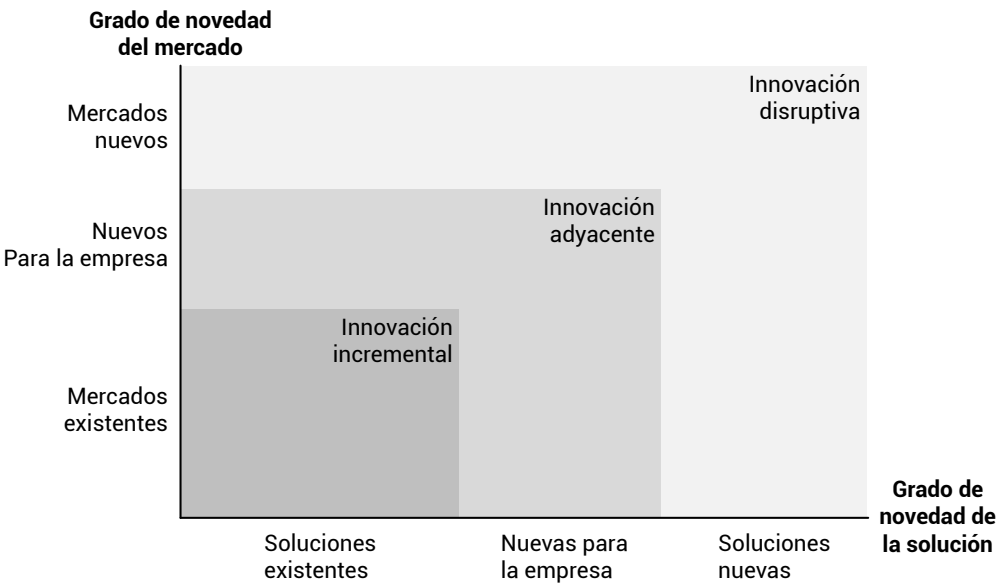 Grado de novedad
del mercado
Innovación
disruptiva
Mercados
nuevos
Innovación
adyacente
Nuevos
Para la empresa
Innovación
incremental
Mercados
existentes
Grado de
novedad de
la solución
Soluciones
existentes
Nuevas para
la empresa
Soluciones
nuevas